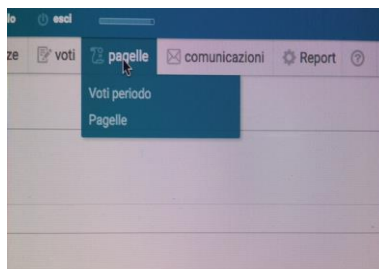 lo esci
ze voti pagelle comunicazioni Report ?
Voti periodo
Pagelle